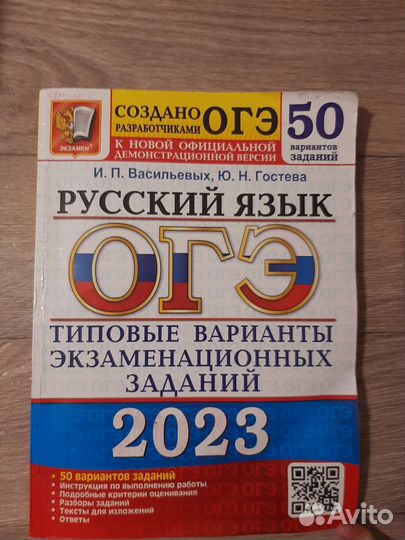 СОЗДАНО
РАЗРАБОТЧИКАМИ
ОГЭ
50
вариантов
заданий
ЭКЗАМЕН
К НОВОЙ ОФИЦИАЛЬНОЙ
ДЕМОНСТРАЦИОННОЙ ВЕРСИИ
И. П. Васильевых, Ю. Н. Гостева
РУССКИЙ ЯЗЫК
ОГЭ
ТИПОВЫЕ ВАРИАНТЫ
ЭКЗАМЕНАЦИОННЫХ
ЗАДАНИЙ
2023
• 50 вариантов заданий
• Инструкция по выполнению работы
• Подробные критерии оценивания
• Разборы заданий
• Тексты для изложений
• Ответы
Avito